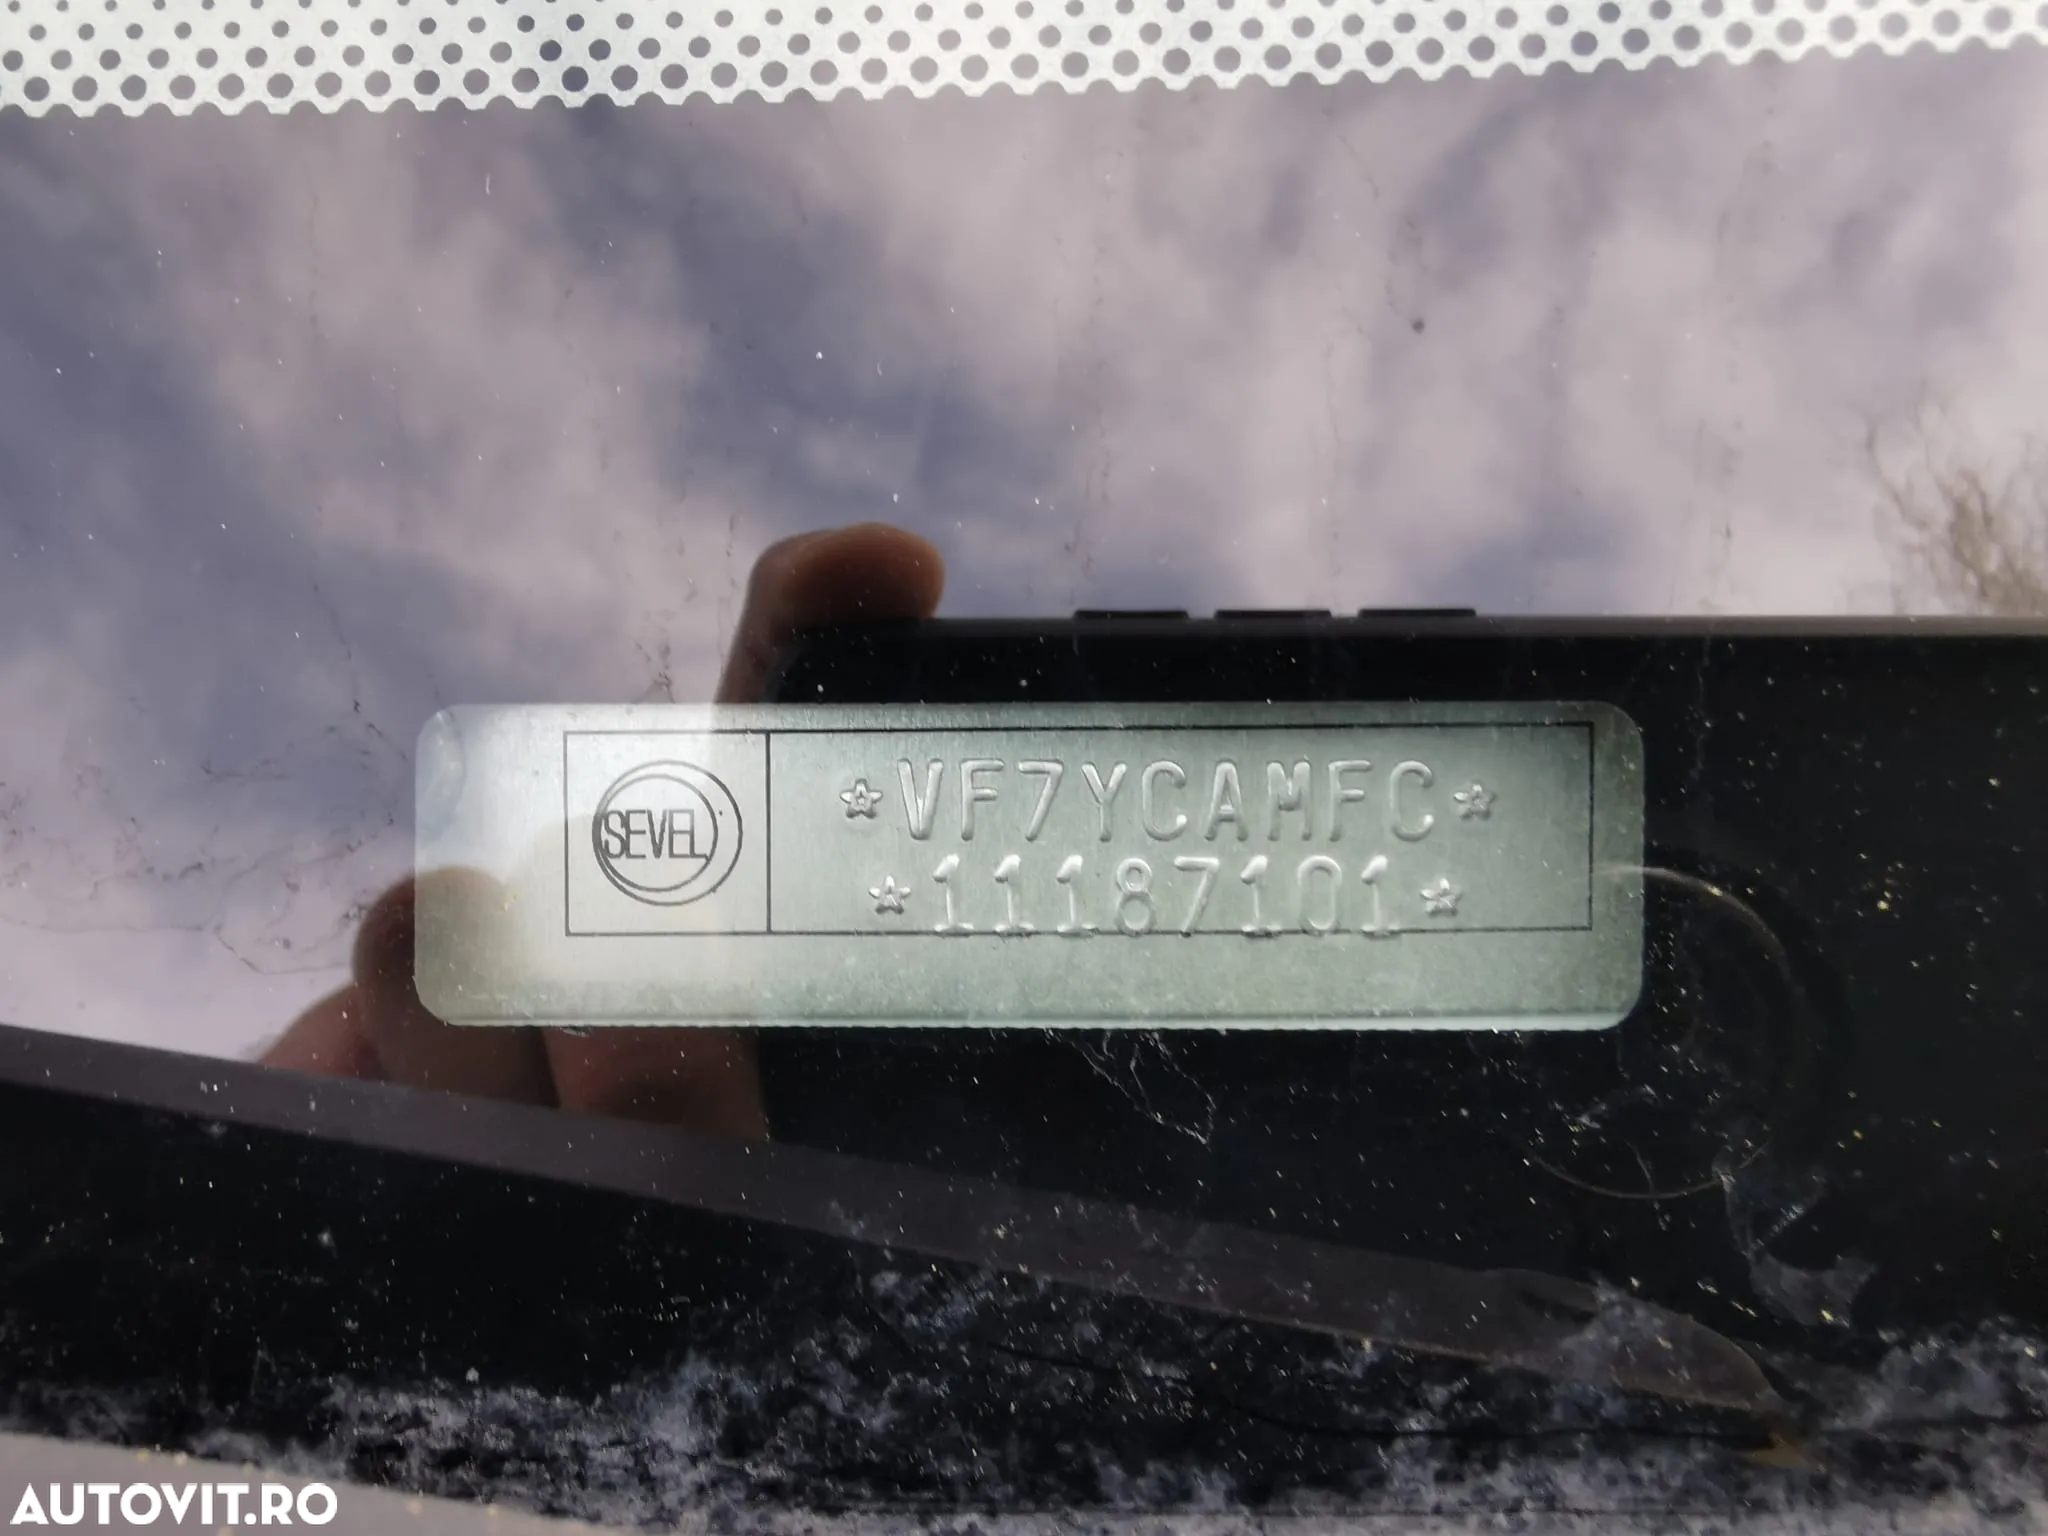 SEVEL
☆VF7YCAMFC☆
☆11187101☆
AUTOVIT.RO